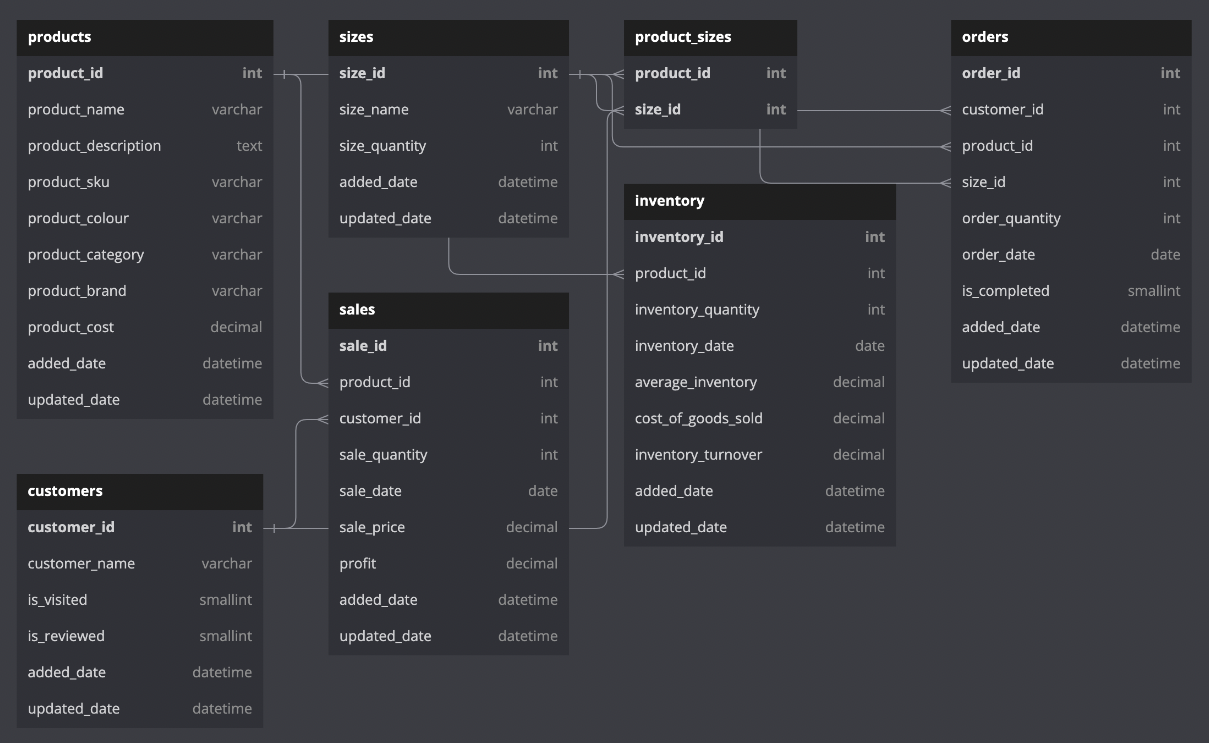 products
product_id int
product_name varchar
product_description text
product_sku varchar
product_colour varchar
product_category varchar
product_brand varchar
product_cost decimal
added_date datetime
updated_date datetime
customers
customer_id int
customer_name varchar
is_visited smallint
is_reviewed smallint
added_date datetime
updated_date datetime
sizes
size_id int
size_name varchar
size_quantity int
added_date datetime
updated_date datetime
sales
sale_id int
product_id int
customer_id int
sale_quantity int
sale_date date
sale_price decimal
profit decimal
added_date datetime
updated_date datetime
product_sizes
product_id int
size_id int
inventory
inventory_id int
product_id int
inventory_quantity int
inventory_date date
average_inventory decimal
cost_of_goods_sold decimal
inventory_turnover decimal
added_date datetime
updated_date datetime
orders
order_id int
customer_id int
product_id int
size_id int
order_quantity int
order_date date
is_completed smallint
added_date datetime
updated_date datetime